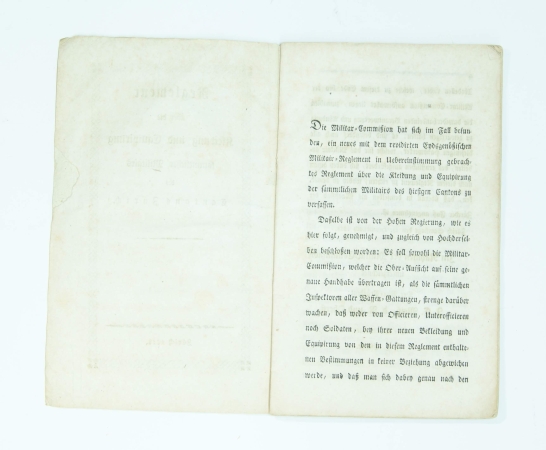 Die Militar-Commission hat sich im Fall befun-
den, ein neues mit dem revidirten Eydsgenößischen
Militair-Reglement in Uebereinstimmung gebrach-
tes Reglement über die Kleidung und Equipirung
der sämmtlichen Militairs des hiesigen Cantons zu
verfassen.
Dasselbe ist von der Hohen Regierung, wie es
hier folgt, genehmigt, und zugleich von Hochdersel-
ben beschloßen worden: Es soll sowohl die Militar-
Commißion, welcher die Ober-Aufsicht auf seine ge-
naue Handhabe übertragen ist, als die sämmtlichen
Inspektoren aller Waffen-Gattungen, strenge darüber
wachen, daß weder von Officieren, Unterofficieren
noch Soldaten, bey ihrer neuen Bekleidung und
Equipirung von den in diesem Reglement enthalte-
nen Bestimmungen in keiner Beziehung abgewichen
werde, und daß man sich dabey genau nach den